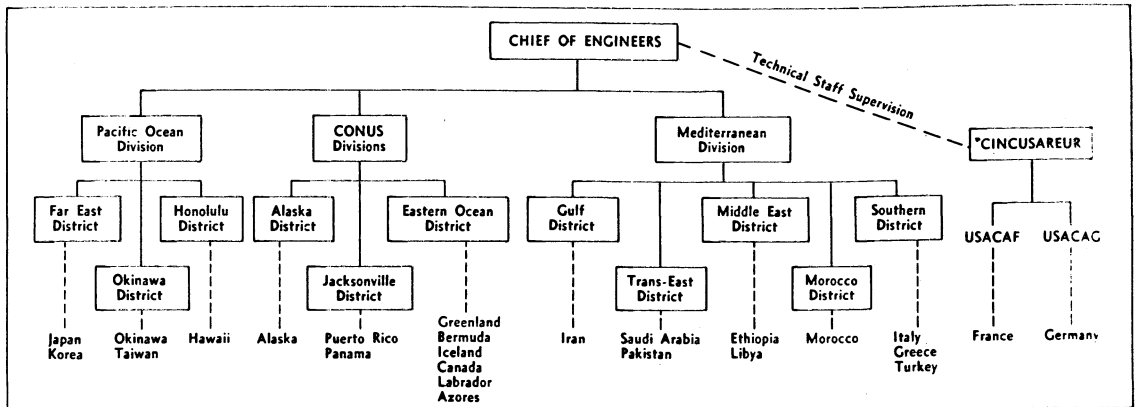 CHIEF OF ENGINEERS
Technical Staff Supervision
Pacific Ocean
Division
CONUS
Divisions
Mediterranean
Division
*CINCUSAREUR
Far East
District
Honolulu
District
Alaska
District
Eastern Ocean
District
Gulf
District
Middle East
District
Southern
District
USACAF
USACAG
Okinawa
District
Jacksonville
District
Trans-East
District
Morocco
District
Japan
Korea
Okinawa
Taiwan
Hawaii
Alaska
Puerto Rico
Panama
Greenland
Bermuda
Iceland
Canada
Labrador
Azores
Iran
Saudi Arabia
Pakistan
Ethiopia
Libya
Morocco
Italy
Greece
Turkey
France
Germany